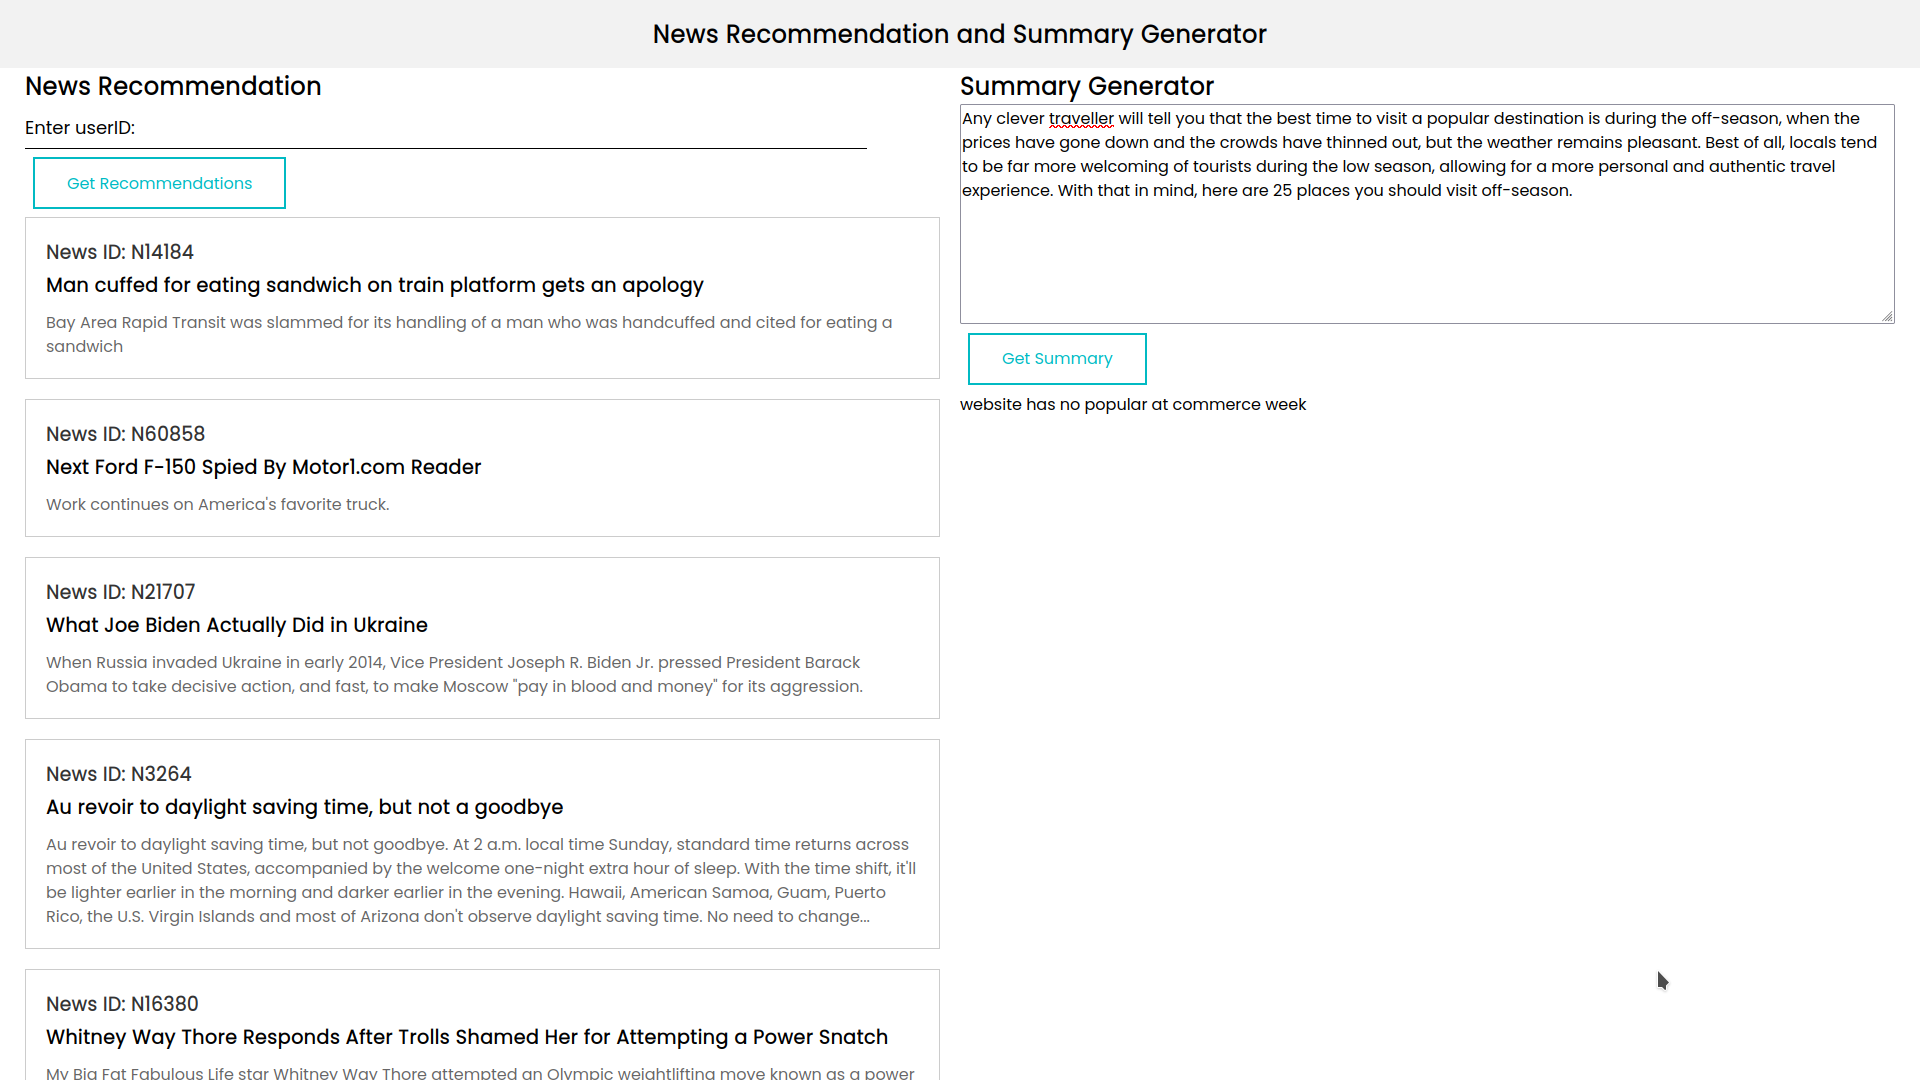 News Recommendation and Summary Generator
News Recommendation
Enter userID:
Get Recommendations
News ID: N14184
Man cuffed for eating sandwich on train platform gets an apology
Bay Area Rapid Transit was slammed for its handling of a man who was handcuffed and cited for eating a
sandwich
News ID: N60858
Next Ford F-150 Spied By Motor1.com Reader
Work continues on America's favorite truck.
News ID: N21707
What Joe Biden Actually Did in Ukraine
When Russia invaded Ukraine in early 2014, Vice President Joseph R. Biden Jr. pressed President Barack
Obama to take decisive action, and fast, to make Moscow "pay in blood and money" for its aggression.
News ID: N3264
Au revoir to daylight saving time, but not a goodbye
Au revoir to daylight saving time, but not goodbye. At 2 a.m. local time Sunday, standard time returns across
most of the United States, accompanied by the welcome one-night extra hour of sleep. With the time shift, it'll
be lighter earlier in the morning and darker earlier in the evening. Hawaii, American Samoa, Guam, Puerto
Rico, the U.S. Virgin Islands and most of Arizona don't observe daylight saving time. No need to change...
News ID: N16380
Whitney Way Thore Responds After Trolls Shamed Her for Attempting a Power Snatch
My Big Fat Fabulous Life star Whitney Way Thore attempted an Olympic weightlifting move known as a power
Summary Generator
Any clever traveller will tell you that the best time to visit a popular destination is during the off-season, when the
prices have gone down and the crowds have thinned out, but the weather remains pleasant. Best of all, locals tend
to be far more welcoming of tourists during the low season, allowing for a more personal and authentic travel
experience. With that in mind, here are 25 places you should visit off-season.
Get Summary
website has no popular at commerce week